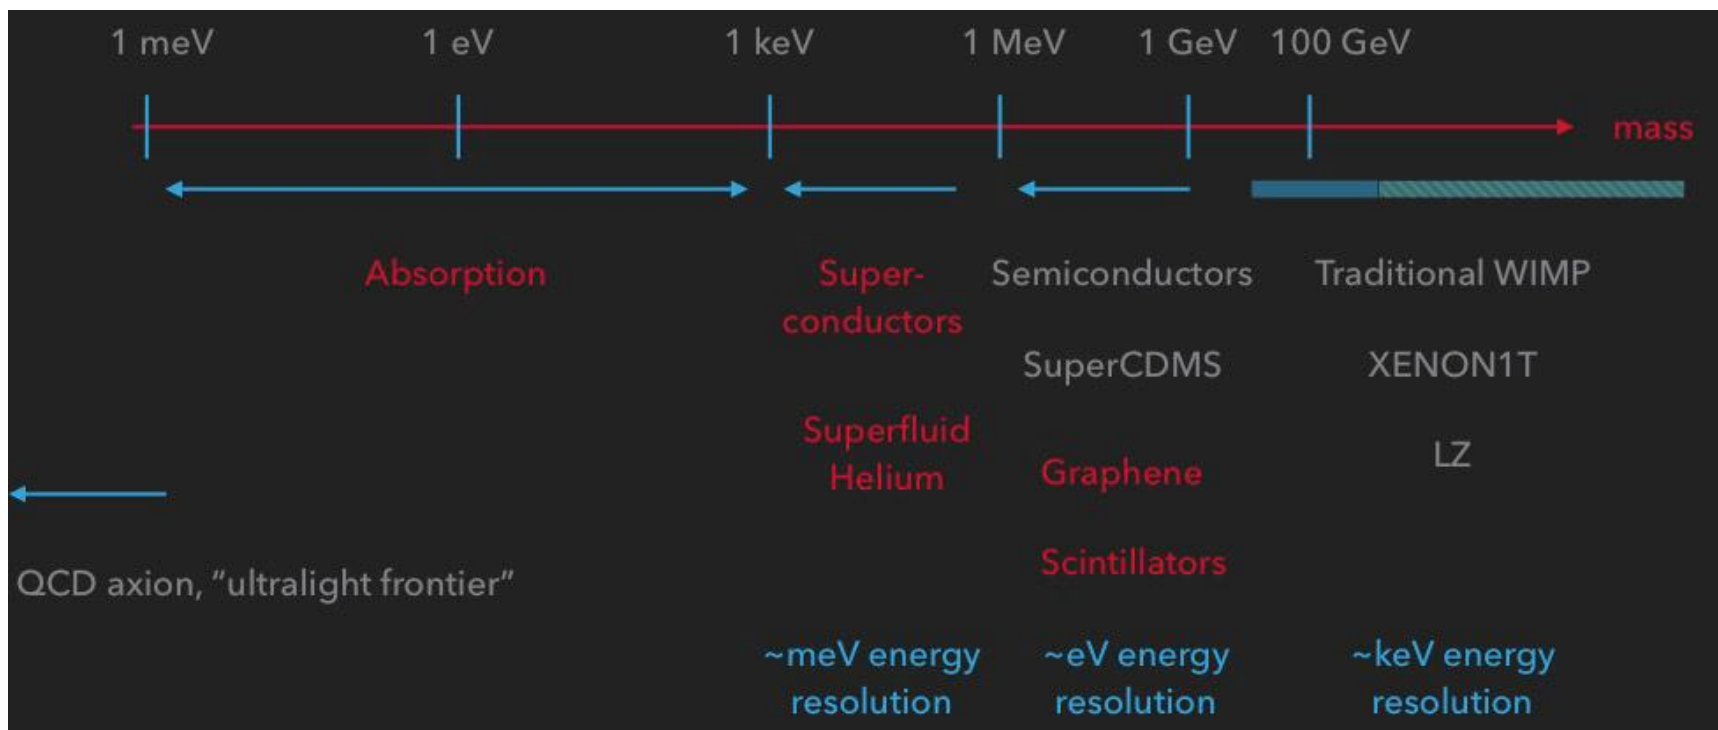 1 meV
1 eV
1 keV
1 MeV
1 GeV
100 GeV
mass
Absorption
Super-
conductors
Superfluid
Helium
Semiconductors
SuperCDMS
Graphene
Scintillators
Traditional WIMP
XENON1T
LZ
QCD axion, "ultralight frontier"
~meV energy
resolution
~eV energy
resolution
~keV energy
resolution